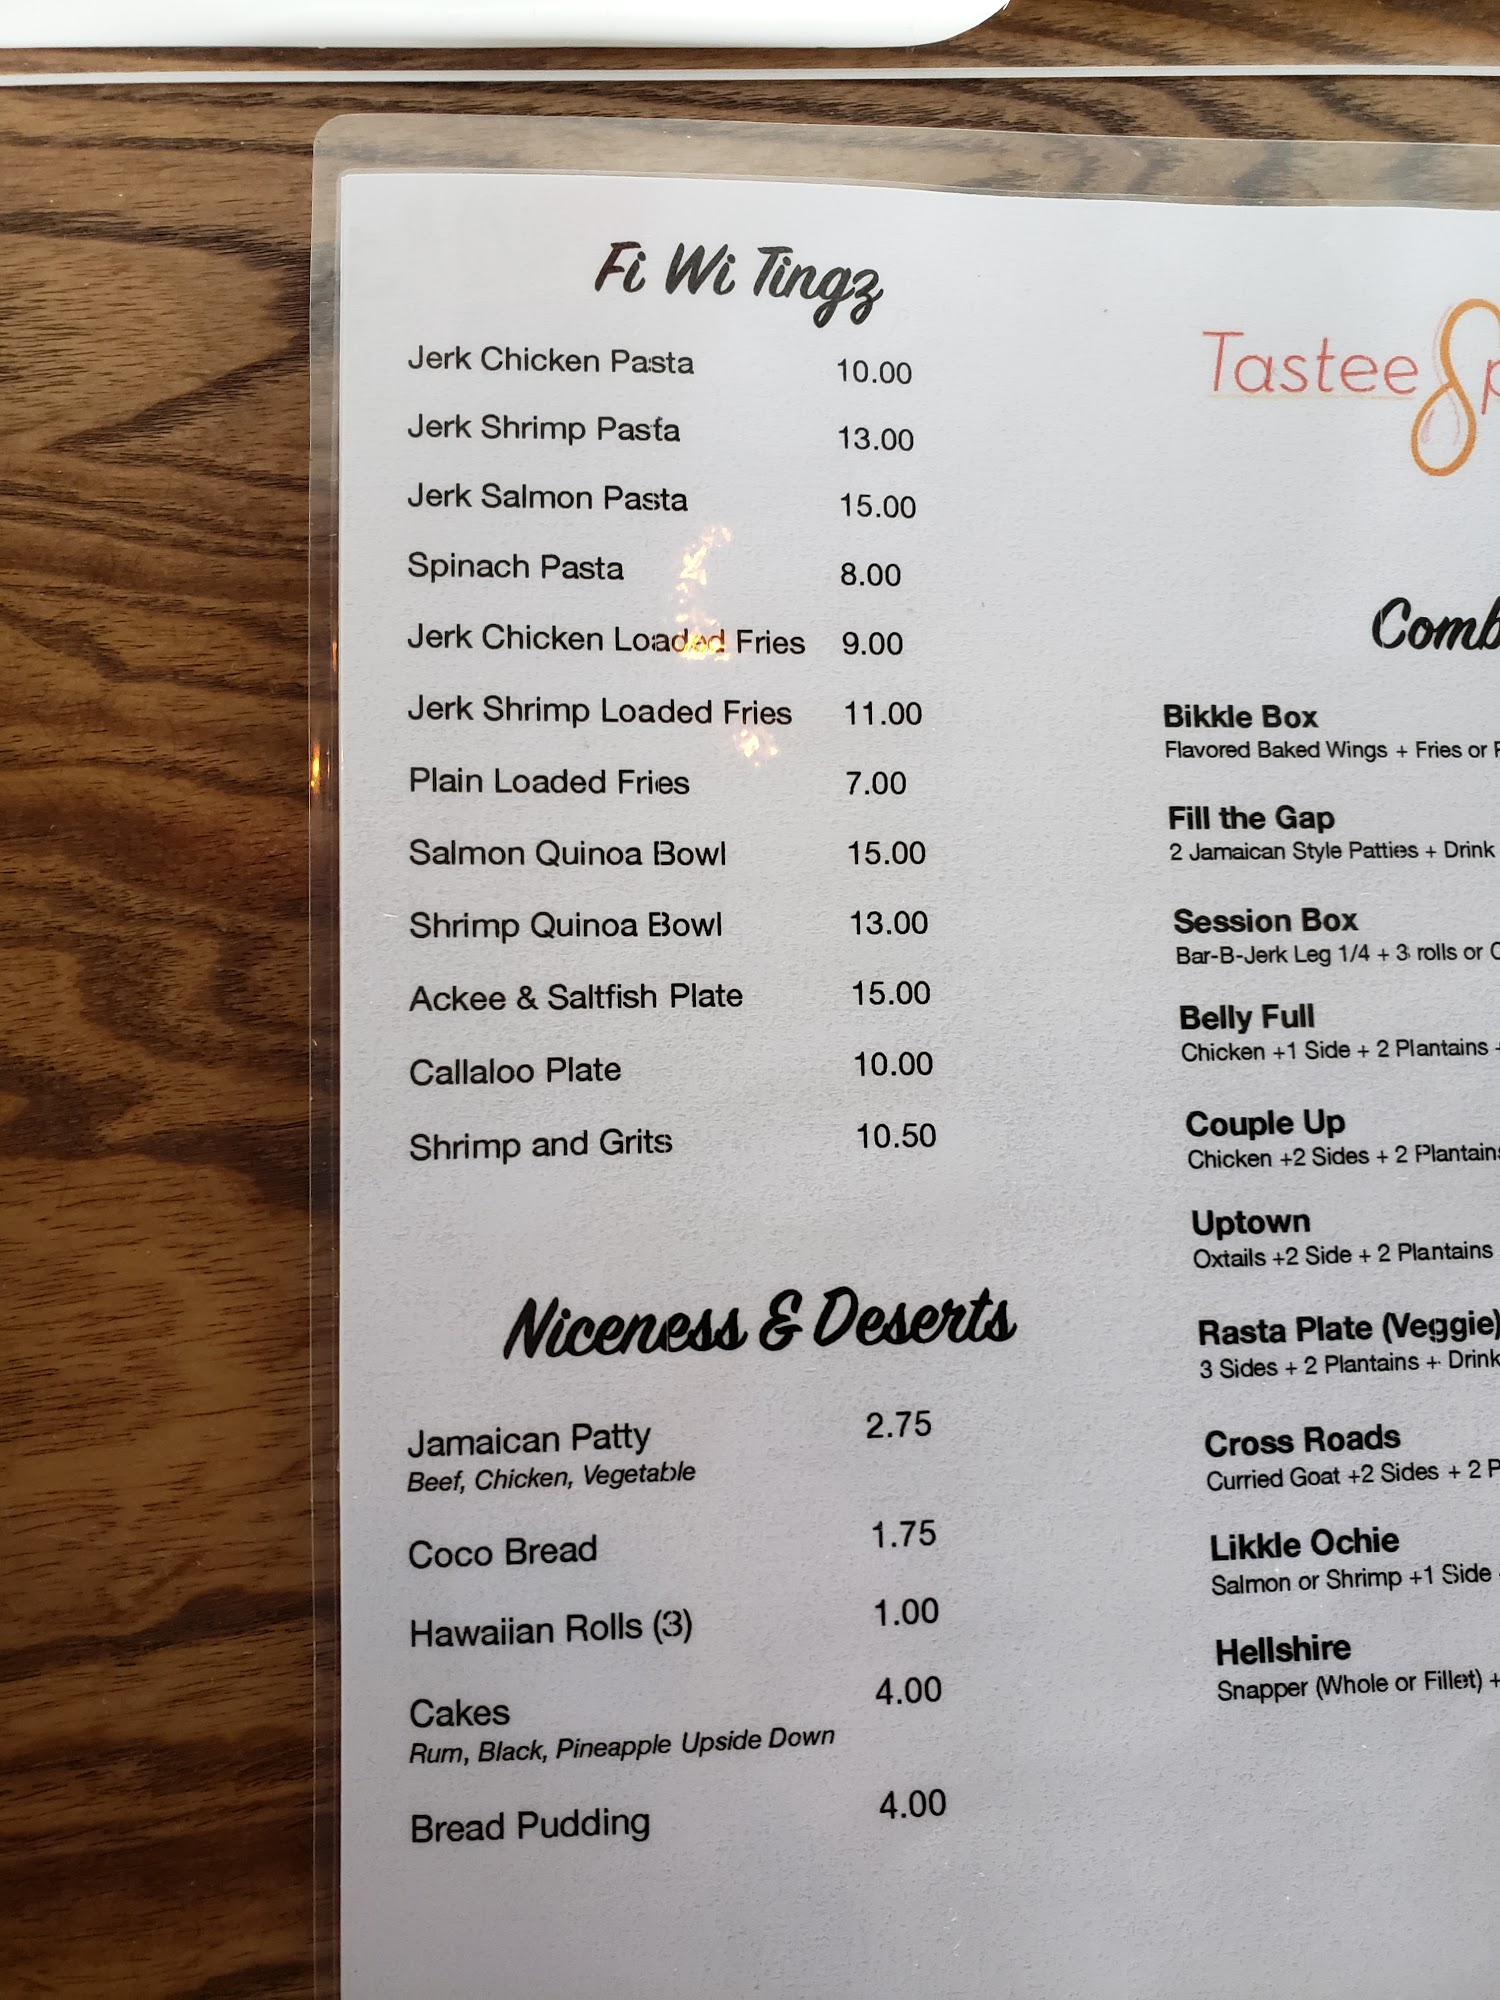 Fi Wi Tingz
Jerk Chicken Pasta 10.00
Jerk Shrimp Pasta 13.00
Jerk Salmon Pasta 15.00
Spinach Pasta 8.00
Jerk Chicken Loaded Fries 9.00
Jerk Shrimp Loaded Fries 11.00
Plain Loaded Fries 7.00
Salmon Quinoa Bowl 15.00
Shrimp Quinoa Bowl 13.00
Ackee & Saltfish Plate 15.00
Callaloo Plate 10.00
Shrimp and Grits 10.50
Niceness & Deserts
Jamaican Patty 2.75
Beef, Chicken, Vegetable
Coco Bread 1.75
Hawaiian Rolls (3) 1.00
Cakes 4.00
Rum, Black, Pineapple Upside Down
Bread Pudding 4.00
Tastee
Bikkle Box
Flavored Baked Wings + Fries or
Fill the Gap
2 Jamaican Style Patties + Drink
Session Box
Bar-B-Jerk Leg 1/4 + 3 rolls or
Belly Full
Chicken +1 Side + 2 Plantains
Couple Up
Chicken +2 Sides + 2 Plantains
Uptown
Oxtails +2 Side + 2 Plantains
Rasta Plate (Veggie)
3 Sides + 2 Plantains + Drink
Cross Roads
Curried Goat +2 Sides + 2
Likkle Ochie
Salmon or Shrimp +1 Side
Hellshire
Snapper (Whole or Fillet) +